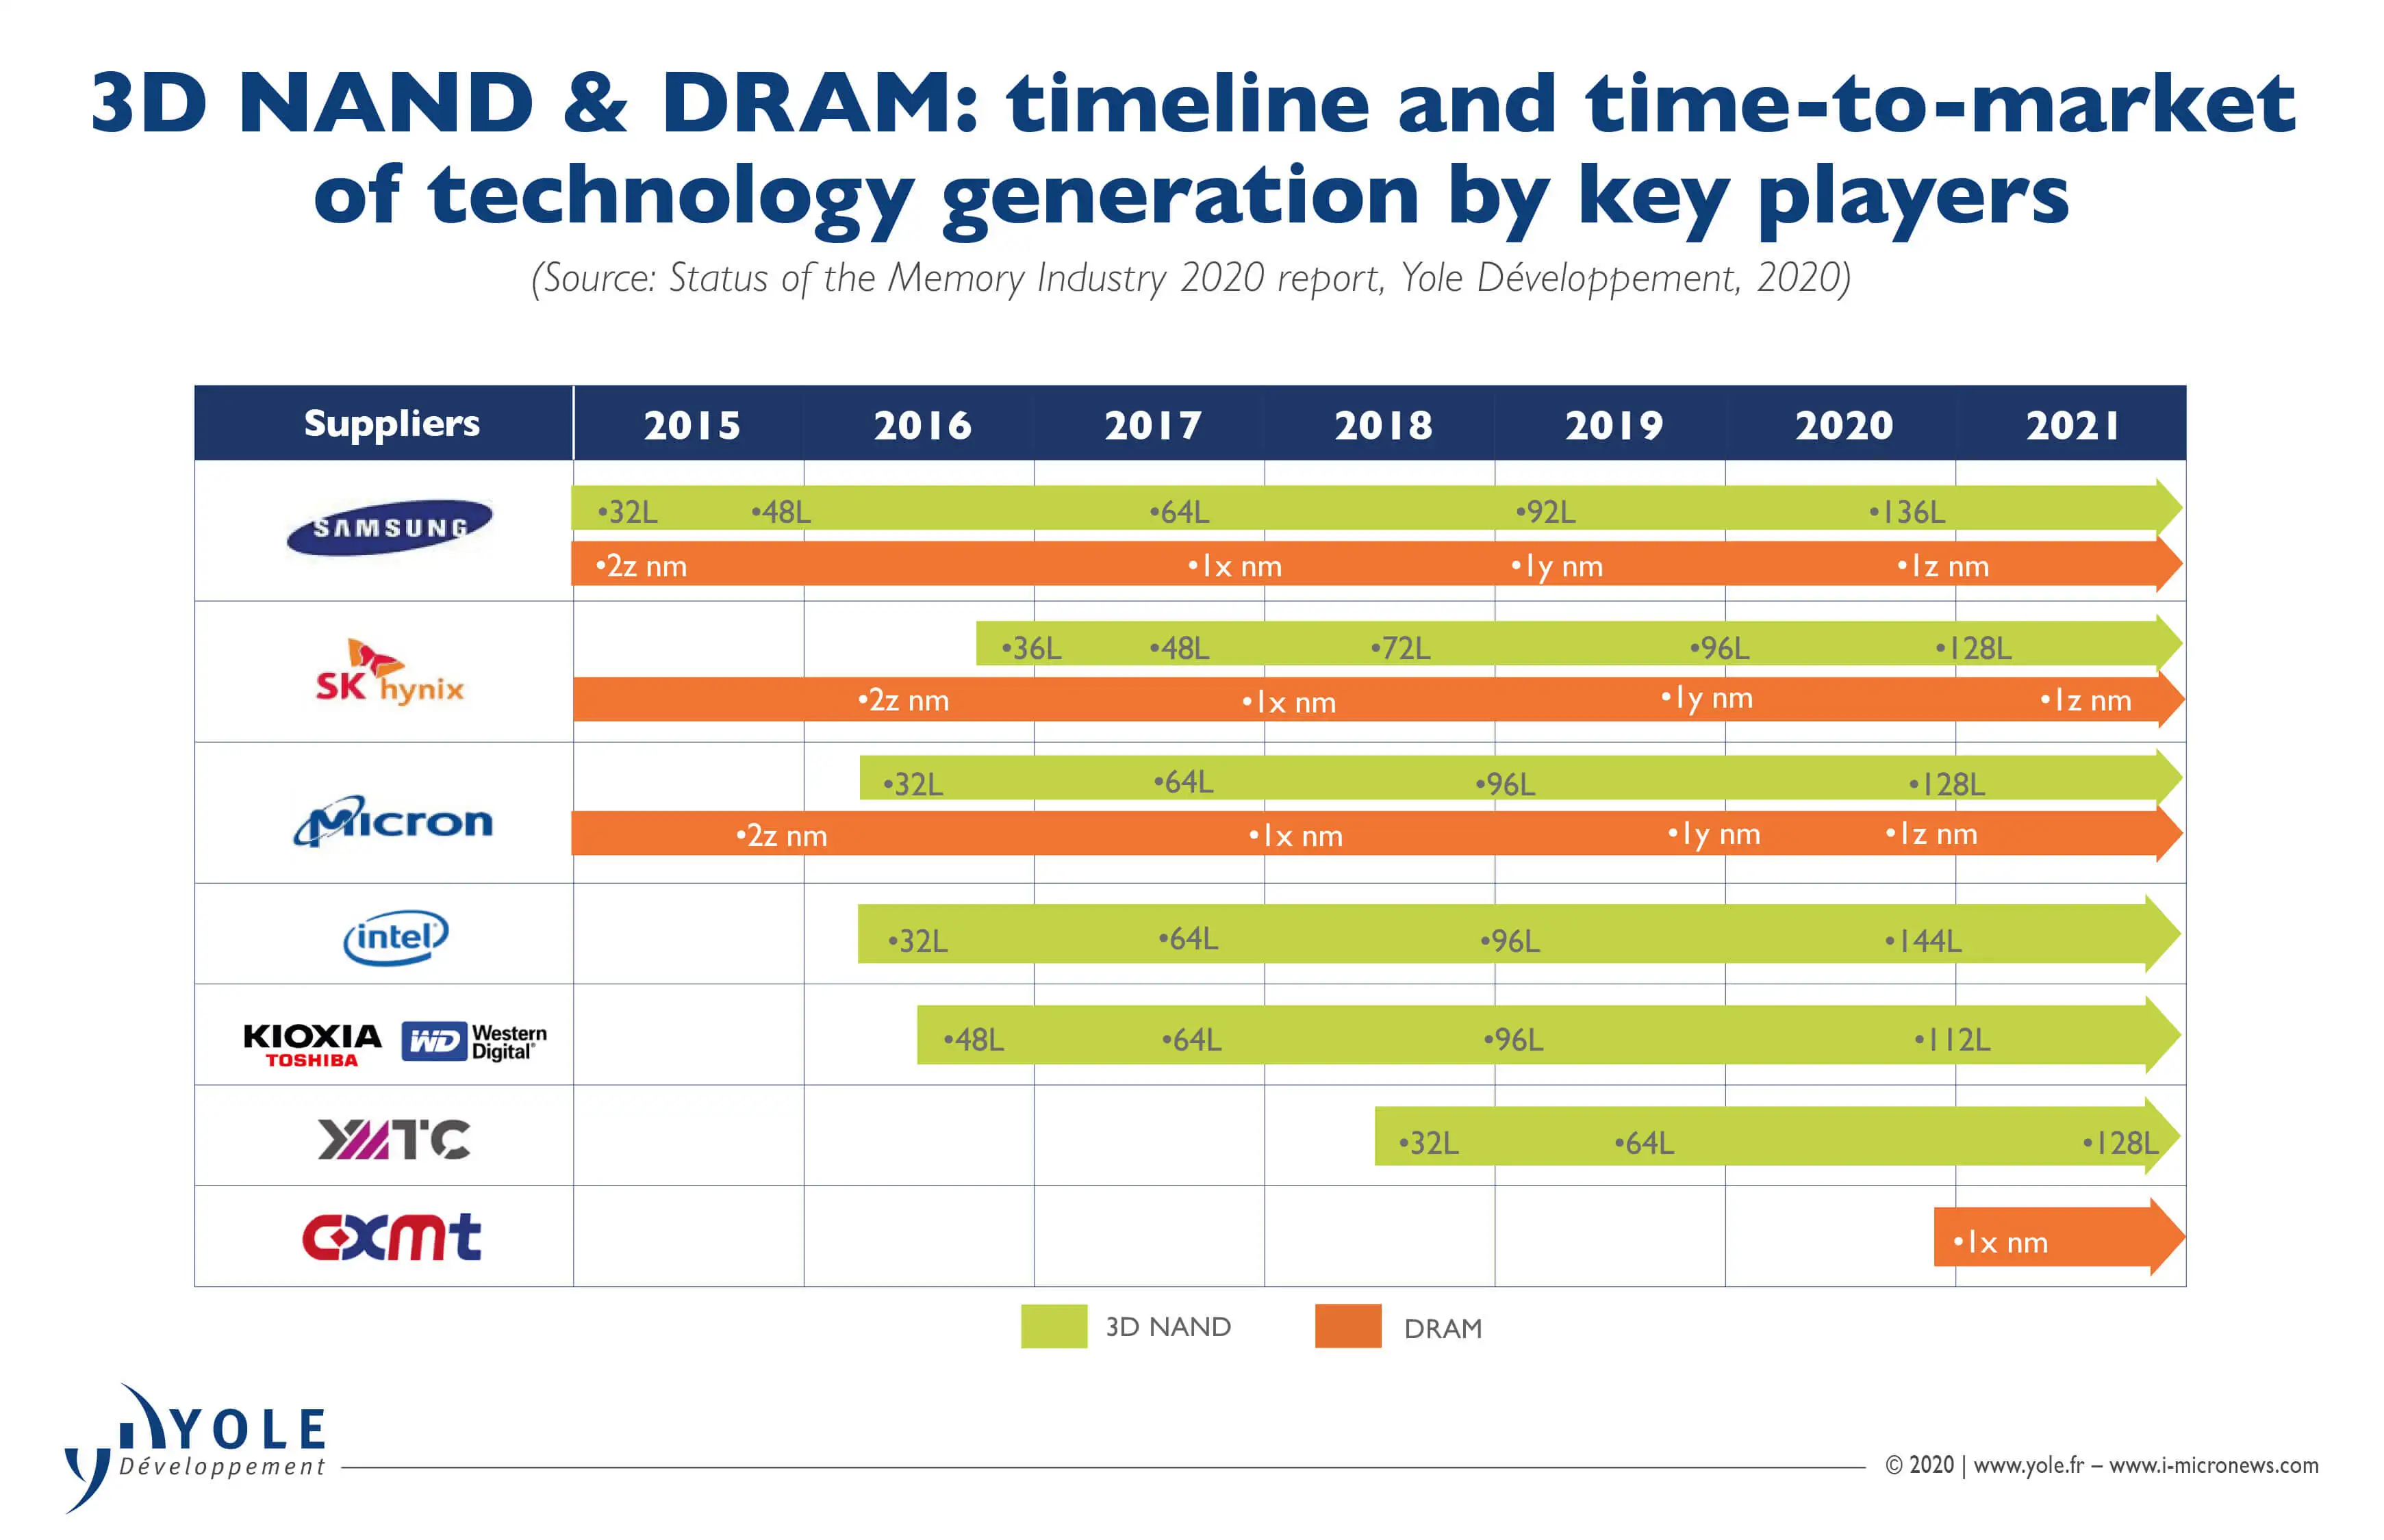 3D NAND & DRAM: timeline and time-to-market
of technology generation by key players
(Source: Status of the Memory Industry 2020 report, Yole Développement, 2020)
Suppliers 2015 2016 2017 2018 2019 2020 2021
SAMSUNG
•32L •48L •64L •92L •136L
•2z nm •1x nm •1y nm •1z nm
SK hynix
•36L •48L •72L •96L •128L
•2z nm •1x nm •1y nm •1z nm
Micron
•32L •64L •96L •128L
•2z nm •1x nm •1y nm •1z nm
intel
•32L •64L •96L •144L
KIOXIA
TOSHIBA
WD Western
Digital®
•48L •64L •96L •112L
YMTC
•32L •64L •128L
cxmt
•1x nm
3D NAND DRAM
YOLE
Développement
© 2020 | www.yole.fr – www.i-micronews.com